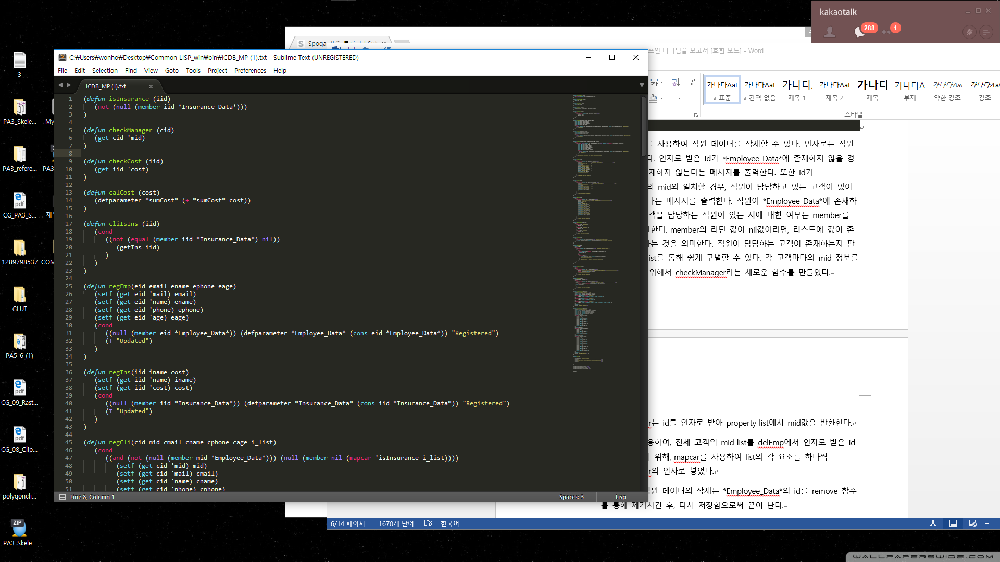 kakaotalk
288
1
Spoqa 기술 블로그
프언 미니팀플 보고서 [호환 모드] - Word
C:₩Users₩wonho₩Desktop₩Common LISP_win₩bin₩ICDB_MP (1).txt - Sublime Text (UNREGISTERED)
File Edit Selection Find View Goto Tools Project Preferences Help
ICDB_MP (1).txt
1 (defun isInsurance (iid)
2 (not (null (member iid *Insurance_Data*)))
3 )
4
5 (defun checkManager (cid)
6 (get cid 'mid)
7 )
8
9 (defun checkCost (iid)
10 (get iid 'cost)
11 )
12
13 (defun calCost (cost)
14 (defparameter *sumCost* (+ *sumCost* cost))
15 )
16
17 (defun cliIsIns (iid)
18 (cond
19 ((not (equal (member iid *Insurance_Data*) nil))
20 (getIns iid)
21 )
22 )
23 )
24
25 (defun regEmp(eid email ename ephone eage)
26 (setf (get eid 'mail) email)
27 (setf (get eid 'name) ename)
28 (setf (get eid 'phone) ephone)
29 (setf (get eid 'age) eage)
30 (cond
31 ((null (member eid *Employee_Data*)) (defparameter *Employee_Data* (cons eid *Employee_Data*)) "Registered")
32 (T "Updated")
33 )
34 )
35
36 (defun regIns(iid iname cost)
37 (setf (get iid 'name) iname)
38 (setf (get iid 'cost) cost)
39 (cond
40 ((null (member iid *Insurance_Data*)) (defparameter *Insurance_Data* (cons iid *Insurance_Data*)) "Registered")
41 (T "Updated")
42 )
43 )
44
45 (defun regCli(cid mid cmail cname cphone cage i_list)
46 (cond
47 ((and (not (null (member mid *Employee_Data*))) (null (member nil (mapcar 'isInsurance i_list))))
48 (setf (get cid 'mid) mid)
49 (setf (get cid 'mail) cmail)
50 (setf (get cid 'name) cname)
51 (setf (get cid 'phone) cphone)
Line 8, Column 1 Spaces: 3 Lisp
가나다AaB 가나다AaB 가나다 가나다AaB 가나디 가나다A 가나다AaB 가나다AaB
표준 간격 없음 제목 1 제목 2 제목 부제 약한 강조 강조
스타일
를 사용하여 직원 데이터를 삭제할 수 있다. 인자로는 직원
다. 인자로 받은 id가 *Employee_Data*에 존재하지 않을 경
재하지 않는다는 메시지를 출력한다. 또한 id가
의 mid와 일치할 경우, 직원이 담당하고 있는 고객이 있어
다는 메시지를 출력한다. 직원이 *Employee_Data*에 존재하
객을 담당하는 직원이 있는 지에 대한 여부는 member를
한다. member의 리턴 값이 nil값이라면, 리스트에 값이 존
는 것을 의미한다. 직원이 담당하는 고객이 존재하는지 판
ist를 통해 쉽게 구별할 수 있다. 각 고객마다의 mid 정보를
위해서 checkManager라는 새로운 함수를 만들었다.
r는 id를 인자로 받아 property list에서 mid값을 반환한다.
용하여, 전체 고객의 mid list를 delEmp에서 인자로 받은 id
위해, mapcar를 사용하여 list의 각 요소를 하나씩
r의 인자로 넣었다.
원 데이터의 삭제는 *Employee_Data*의 id를 remove 함수
를 통해 제거시킨 후, 다시 저장함으로써 끝이 난다.
6/14 페이지 1670개 단어 한국어
3
PA3_Skele...
My
PA3_refere...
PA3
CG_PA3_S...
1289798537
COM
GLUT
PA5_6 (1)
CG_09_Rast...
CG_08_Clip...
polygoncli...
ZIP
PA3_Skele...
WALLPAPERSWIDE.COM